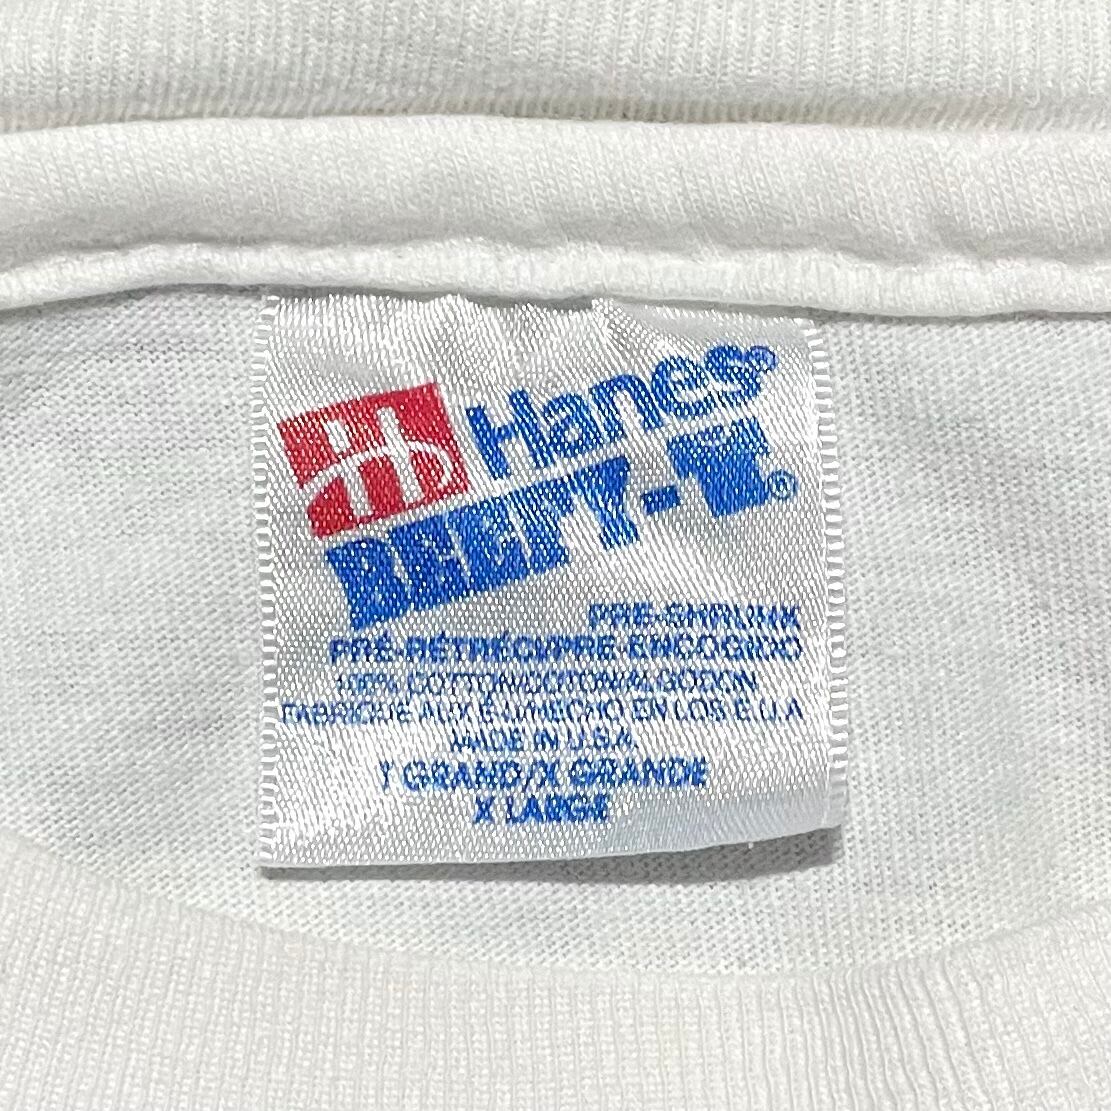 Hanes®
BEEFY-T®
PRE-SHRUNK
PRÉ-RÉTRÉCI/PRE-ENCOGIDO
100% COTTON/COTON/ALGODON
FABRIQUE AUX É.U/HECHO EN LOS E.U.A
MADE IN U.S.A.
T GRAND/X GRANDE
X LARGE